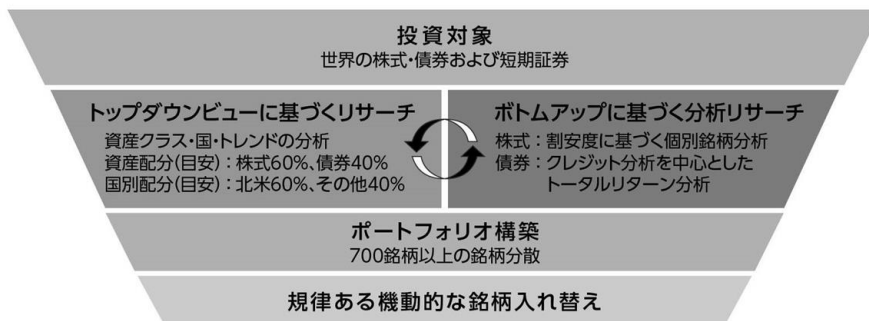 投資対象
世界の株式・債券および短期証券
トップダウンビューに基づくリサーチ
資産クラス・国・トレンドの分析
資産配分(目安)：株式60%、債券40%
国別配分(目安)：北米60%、その他40%
ボトムアップに基づく分析リサーチ
株式：割安度に基づく個別銘柄分析
債券：クレジット分析を中心とした
トータルリターン分析
ポートフォリオ構築
700銘柄以上の銘柄分散
規律ある機動的な銘柄入れ替え